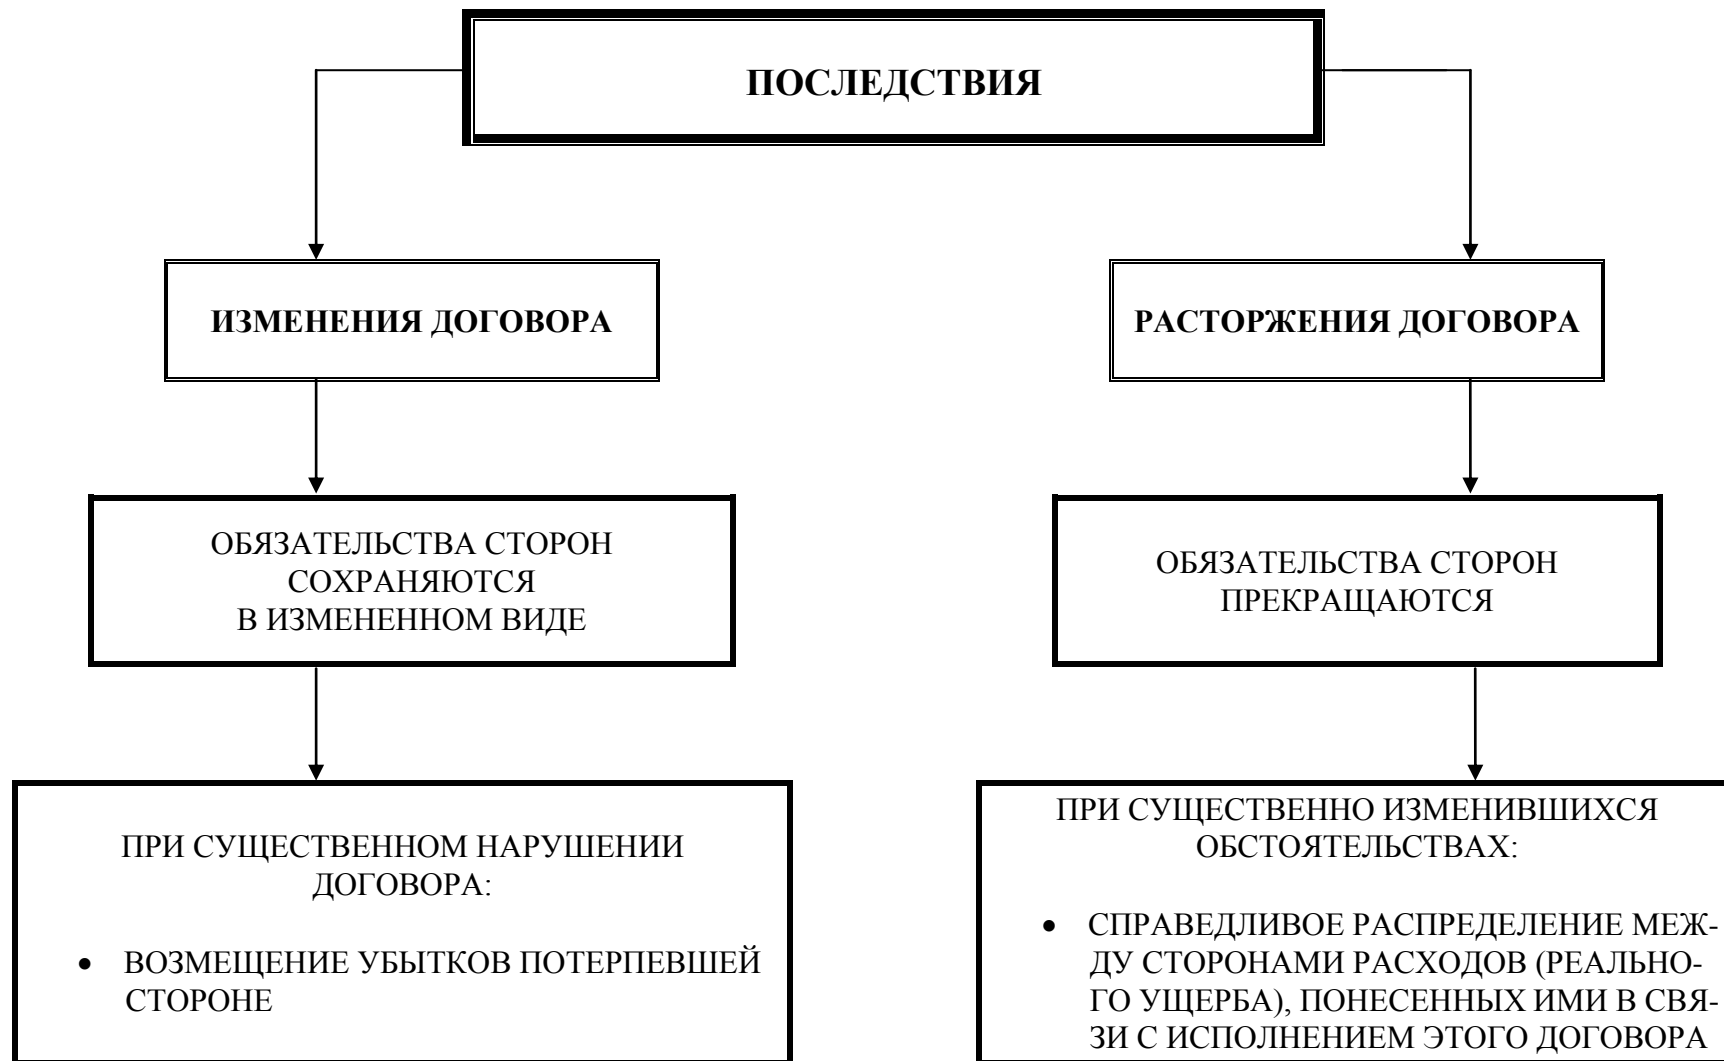 ПОСЛЕДСТВИЯ
ИЗМЕНЕНИЯ ДОГОВОРА
РАСТОРЖЕНИЯ ДОГОВОРА
ОБЯЗАТЕЛЬСТВА СТОРОН
СОХРАНЯЮТСЯ
В ИЗМЕНЕННОМ ВИДЕ
ОБЯЗАТЕЛЬСТВА СТОРОН
ПРЕКРАЩАЮТСЯ
ПРИ СУЩЕСТВЕННОМ НАРУШЕНИИ
ДОГОВОРА:
• ВОЗМЕЩЕНИЕ УБЫТКОВ ПОТЕРПЕВШЕЙ
СТОРОНЕ
ПРИ СУЩЕСТВЕННО ИЗМЕНИВШИХСЯ
ОБСТОЯТЕЛЬСТВАХ:
• СПРАВЕДЛИВОЕ РАСПРЕДЕЛЕНИЕ МЕЖ-
ДУ СТОРОНАМИ РАСХОДОВ (РЕАЛЬНО-
ГО УЩЕРБА), ПОНЕСЕННЫХ ИМИ В СВЯ-
ЗИ С ИСПОЛНЕНИЕМ ЭТОГО ДОГОВОРА